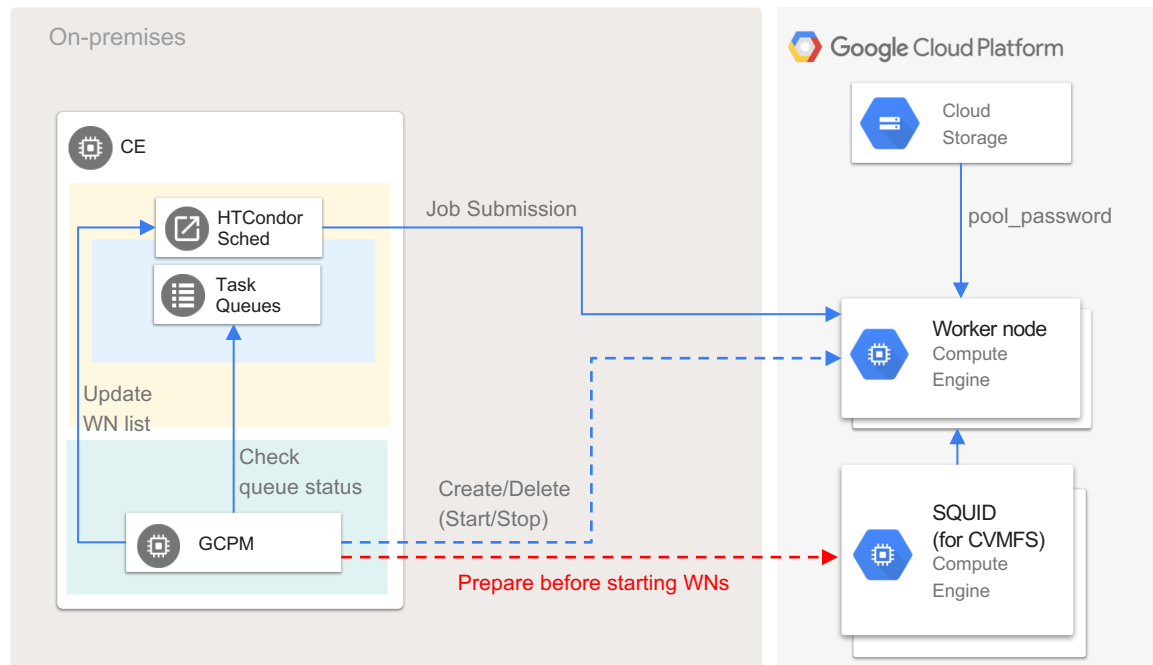 On-premises
Google Cloud Platform
Cloud
Storage
CE
HTCondor
Sched
Job Submission
pool_password
Task
Queues
Worker node
Compute
Engine
Update
WN list
Check
queue status
Create/Delete
(Start/Stop)
SQUID
(for CVMFS)
Compute
Engine
GCPM
Prepare before starting WNs